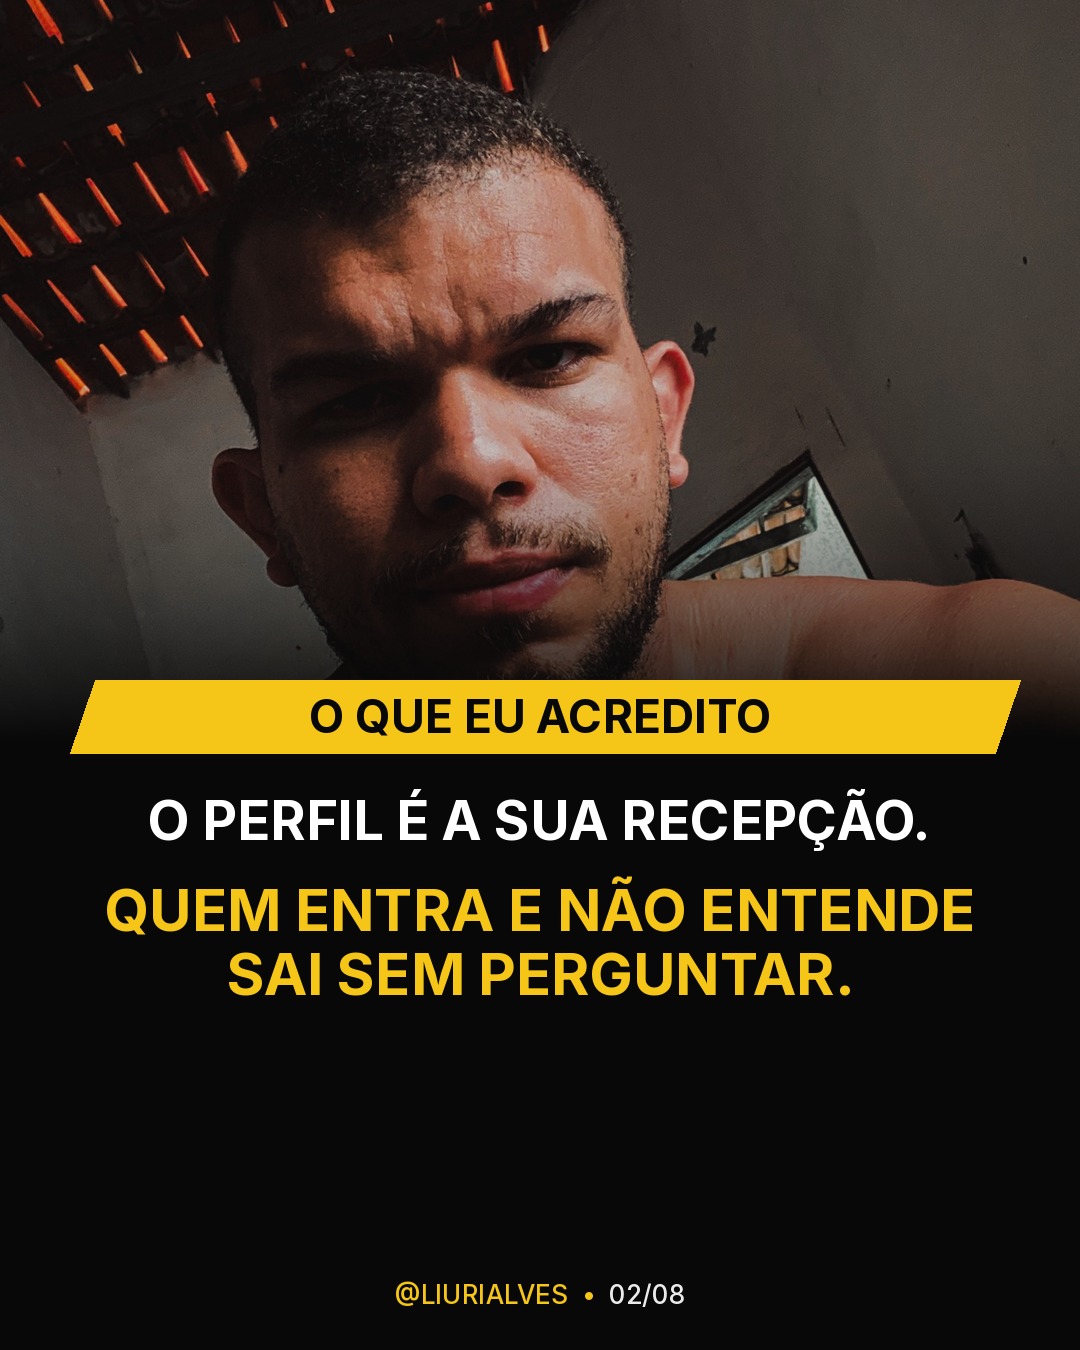 O QUE EU ACREDITO
O PERFIL É A SUA RECEPÇÃO.
QUEM ENTRA E NÃO ENTENDE
SAI SEM PERGUNTAR.
@LIURIALVES • 02/08